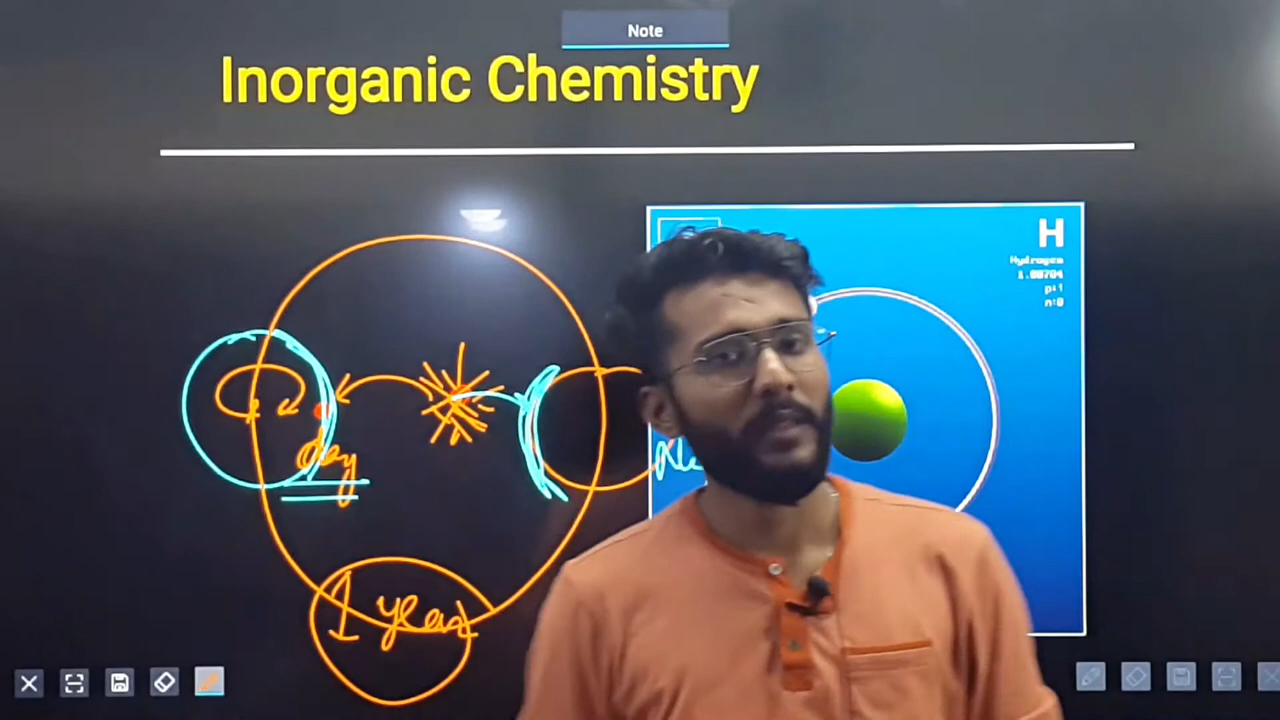 Note
Inorganic Chemistry
H
Hydrogen
1.00794
p:1
n:0
day
1 year